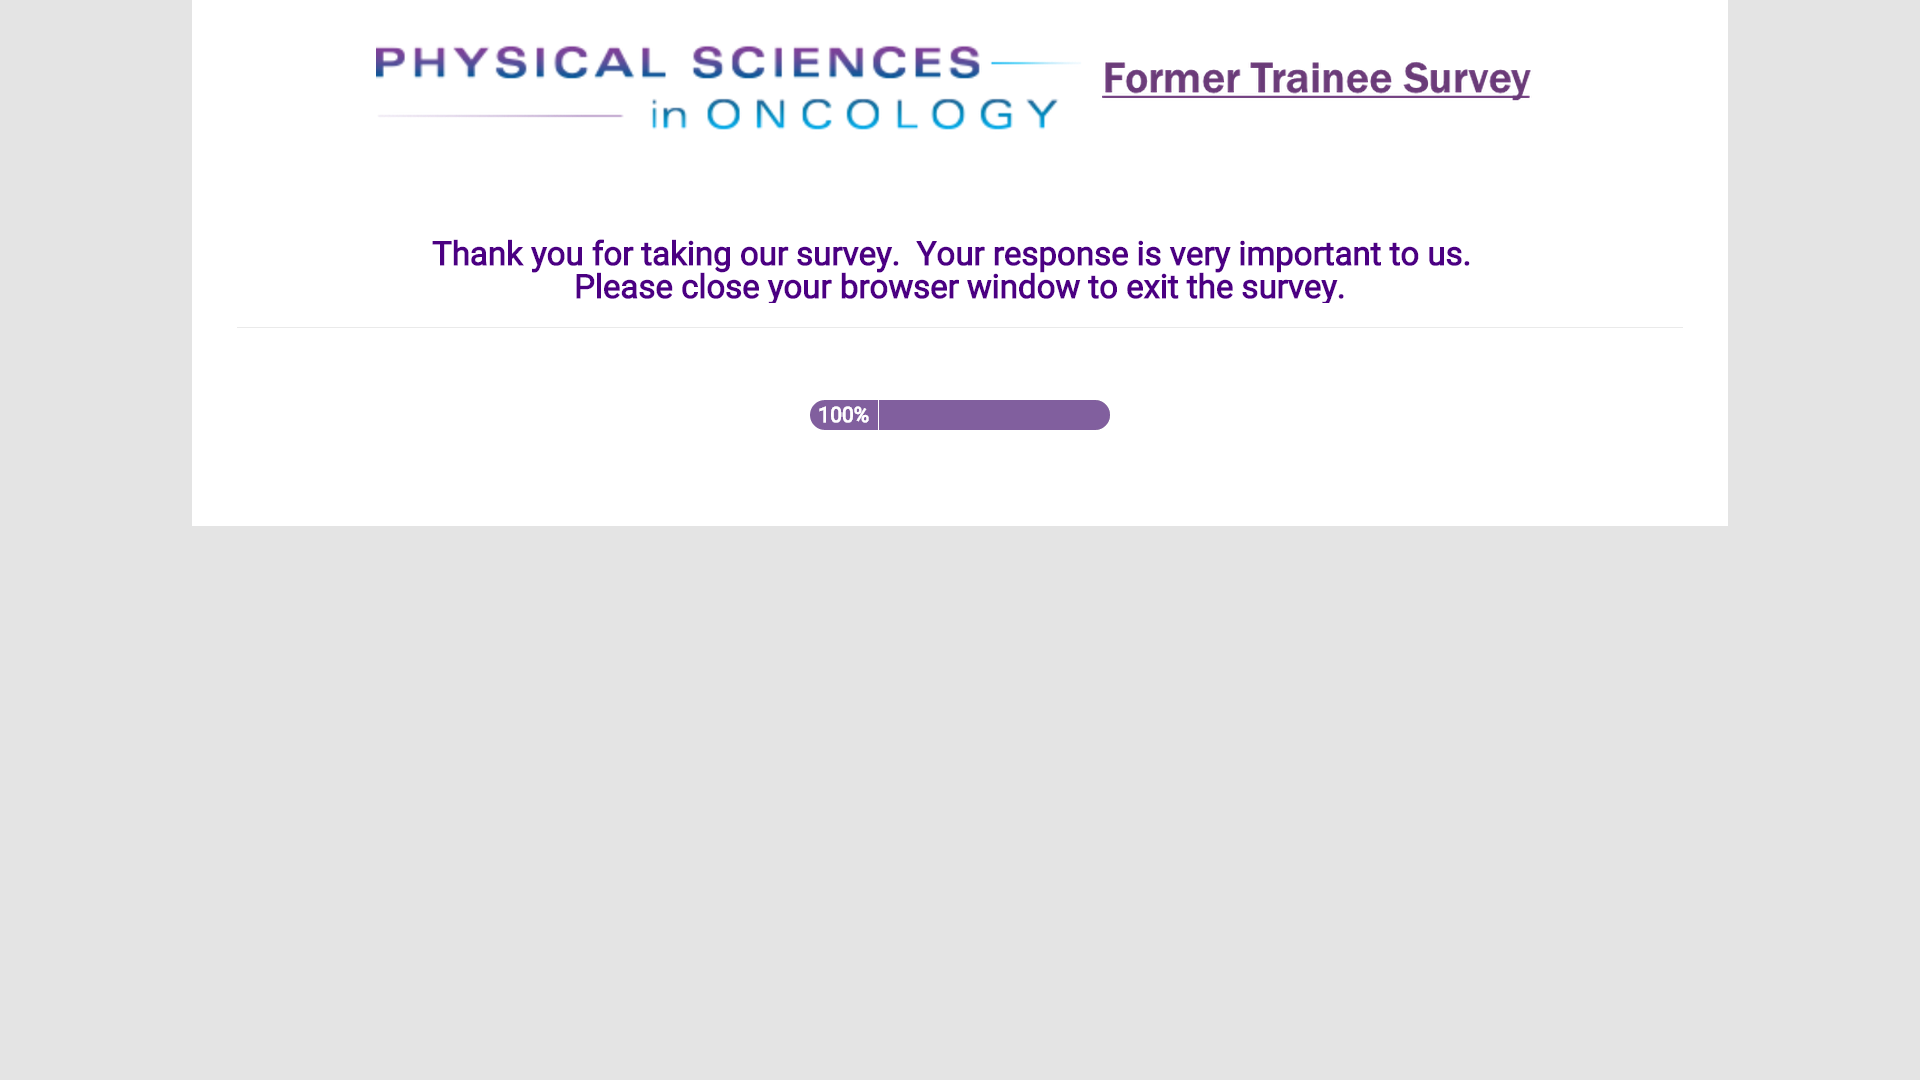 PHYSICAL SCIENCES
in ONCOLOGY
Former Trainee Survey
Thank you for taking our survey.  Your response is very important to us.
Please close your browser window to exit the survey.
100%